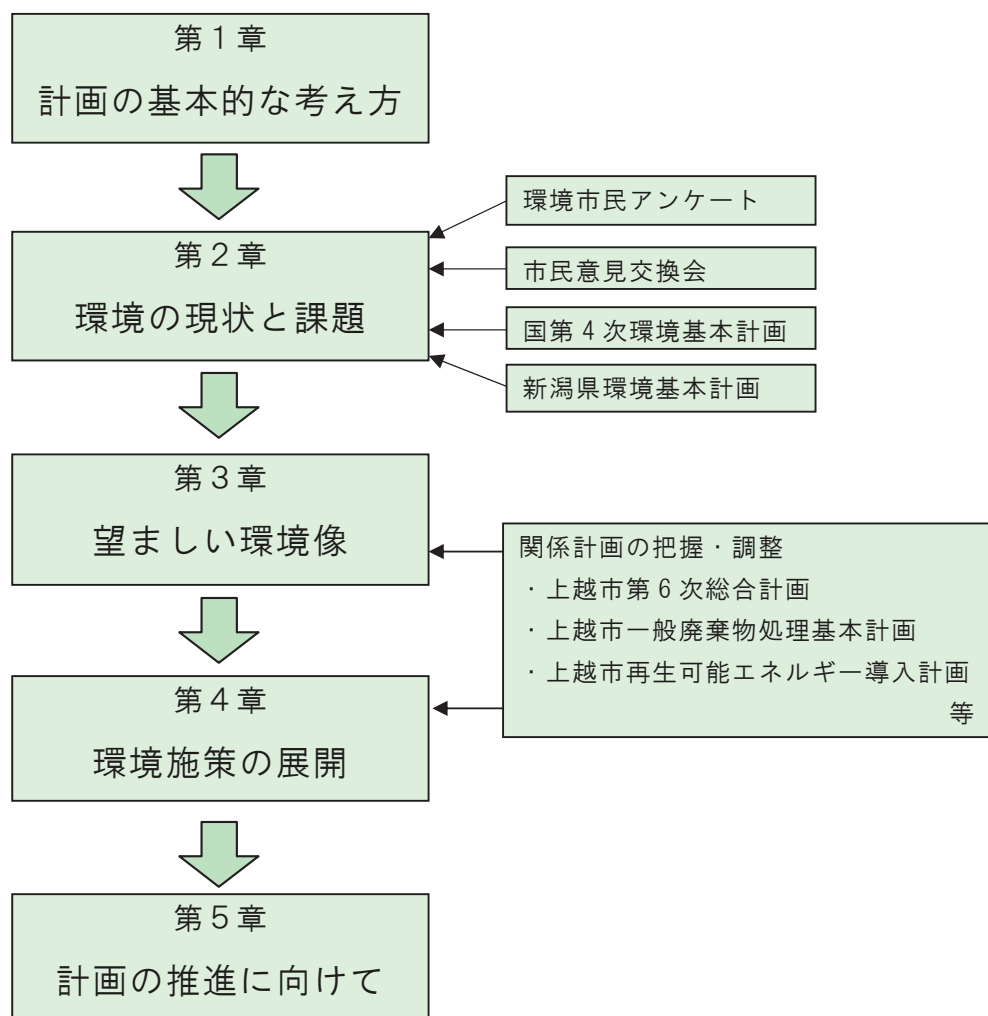 第１章
計画の基本的な考え方
第２章
環境の現状と課題
環境市民アンケート
市民意見交換会
国第４次環境基本計画
新潟県環境基本計画
第３章
望ましい環境像
関係計画の把握・調整
・上越市第６次総合計画
・上越市一般廃棄物処理基本計画
・上越市再生可能エネルギー導入計画
等
第４章
環境施策の展開
第５章
計画の推進に向けて